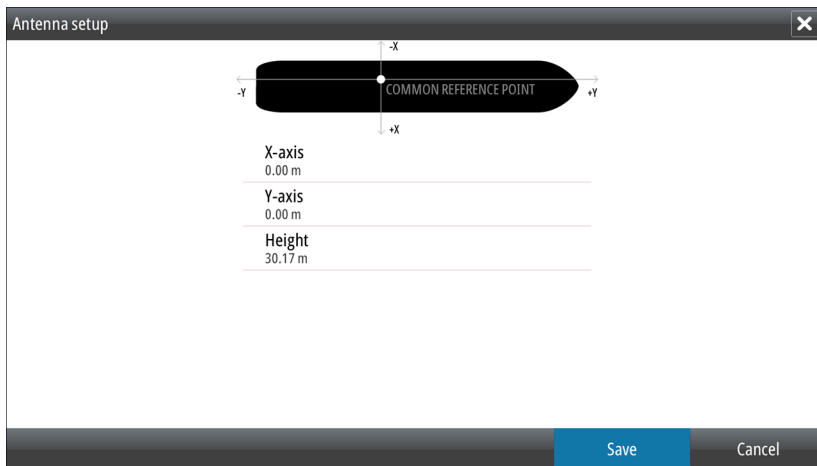 Antenna setup
-X
-Y
COMMON REFERENCE POINT
+Y
+X
X-axis
0.00 m
Y-axis
0.00 m
Height
30.17 m
Save
Cancel